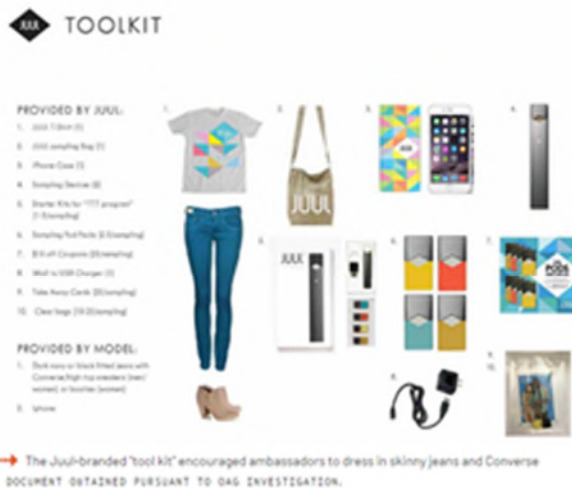 JUUL TOOLKIT
PROVIDED BY JUUL:
1. JUUL T-Shirt (1)
2. JUUL sampling Bag (1)
3. iPhone Case (1)
4. Sampling Devices
5. Starter Kits for "TTT program"
6. Sampling Pod Packs
7. $10 off Coupons
8. Wall to USB Charger (1)
9. Take Away Cards
10. Clear bags
PROVIDED BY MODEL:
1. Dark navy or black fitted jeans with
Converse/high top sneakers (men/
women) or booties (women)
2. Iphone
1.
2.
JUUL
3.
4.
5.
JUUL
6.
7.
PODS
8.
9.
10.
The Juul-branded "tool kit" encouraged ambassadors to dress in skinny jeans and Converse
DOCUMENT OBTAINED PURSUANT TO OAG INVESTIGATION.